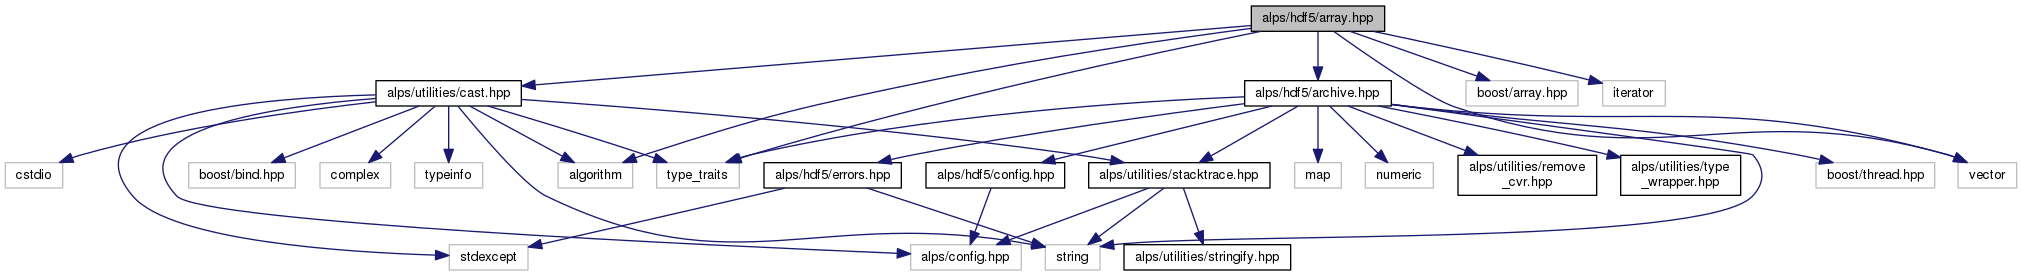 alps/hdf5/array.hpp
alps/utilities/cast.hpp
alps/hdf5/archive.hpp
boost/array.hpp
iterator
cstdio
boost/bind.hpp
complex
typeinfo
algorithm
type_traits
alps/hdf5/errors.hpp
alps/hdf5/config.hpp
alps/utilities/stacktrace.hpp
map
numeric
alps/utilities/remove
_cvr.hpp
alps/utilities/type
_wrapper.hpp
boost/thread.hpp
vector
stdexcept
alps/config.hpp
string
alps/utilities/stringify.hpp